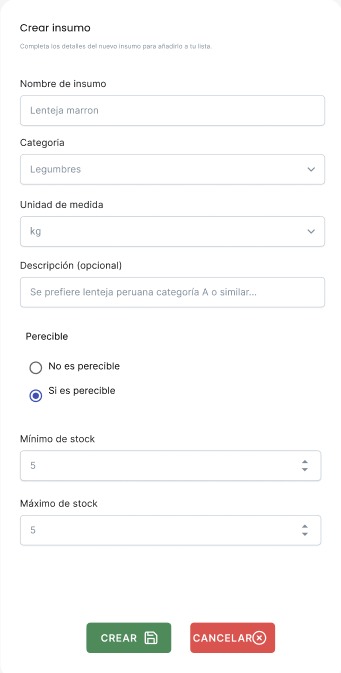 Crear insumo
Completa los detalles del nuevo insumo para añadirlo a tu lista.
Nombre de insumo
Lenteja marron
Categoria
Legumbres
Unidad de medida
kg
Descripción (opcional)
Se prefiere lenteja peruana categoría A o similar...
Perecible
No es perecible
Si es perecible
Mínimo de stock
5
Máximo de stock
5
CREAR
CANCELAR